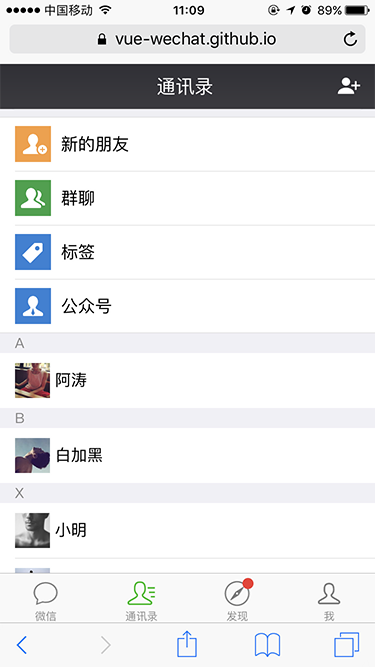 中国移动 11:09 89%
vue-wechat.github.io
通讯录
新的朋友
群聊
标签
公众号
A
阿涛
B
白加黑
X
小明
微信 通讯录 发现 我